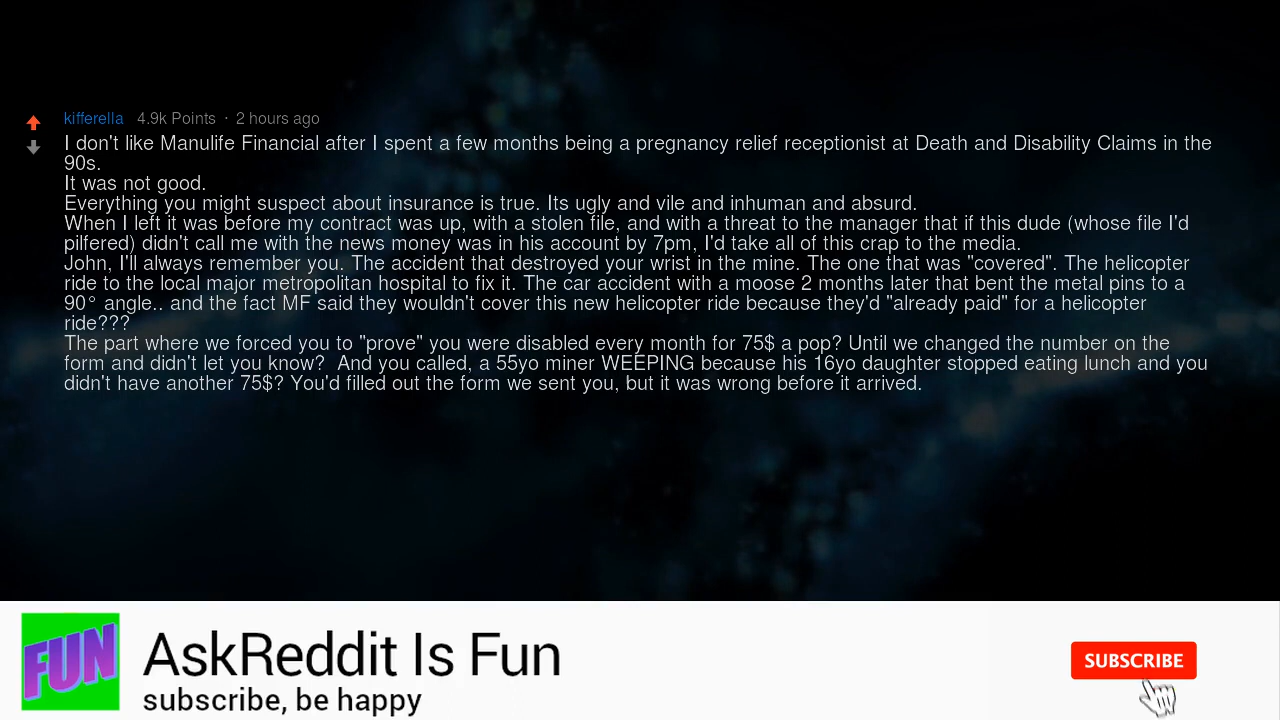 kifferella 4.9k Points · 2 hours ago
I don't like Manulife Financial after I spent a few months being a pregnancy relief receptionist at Death and Disability Claims in the
90s.
It was not good.
Everything you might suspect about insurance is true. Its ugly and vile and inhuman and absurd.
When I left it was before my contract was up, with a stolen file, and with a threat to the manager that if this dude (whose file I'd
pilfered) didn't call me with the news money was in his account by 7pm, I'd take all of this crap to the media.
John, I'll always remember you. The accident that destroyed your wrist in the mine. The one that was "covered". The helicopter
ride to the local major metropolitan hospital to fix it. The car accident with a moose 2 months later that bent the metal pins to a
90° angle.. and the fact MF said they wouldn't cover this new helicopter ride because they'd "already paid" for a helicopter
ride???
The part where we forced you to "prove" you were disabled every month for 75$ a pop? Until we changed the number on the
form and didn't let you know?  And you called, a 55yo miner WEEPING because his 16yo daughter stopped eating lunch and you
didn't have another 75$? You'd filled out the form we sent you, but it was wrong before it arrived.
FUN
AskReddit Is Fun
subscribe, be happy
SUBSCRIBE